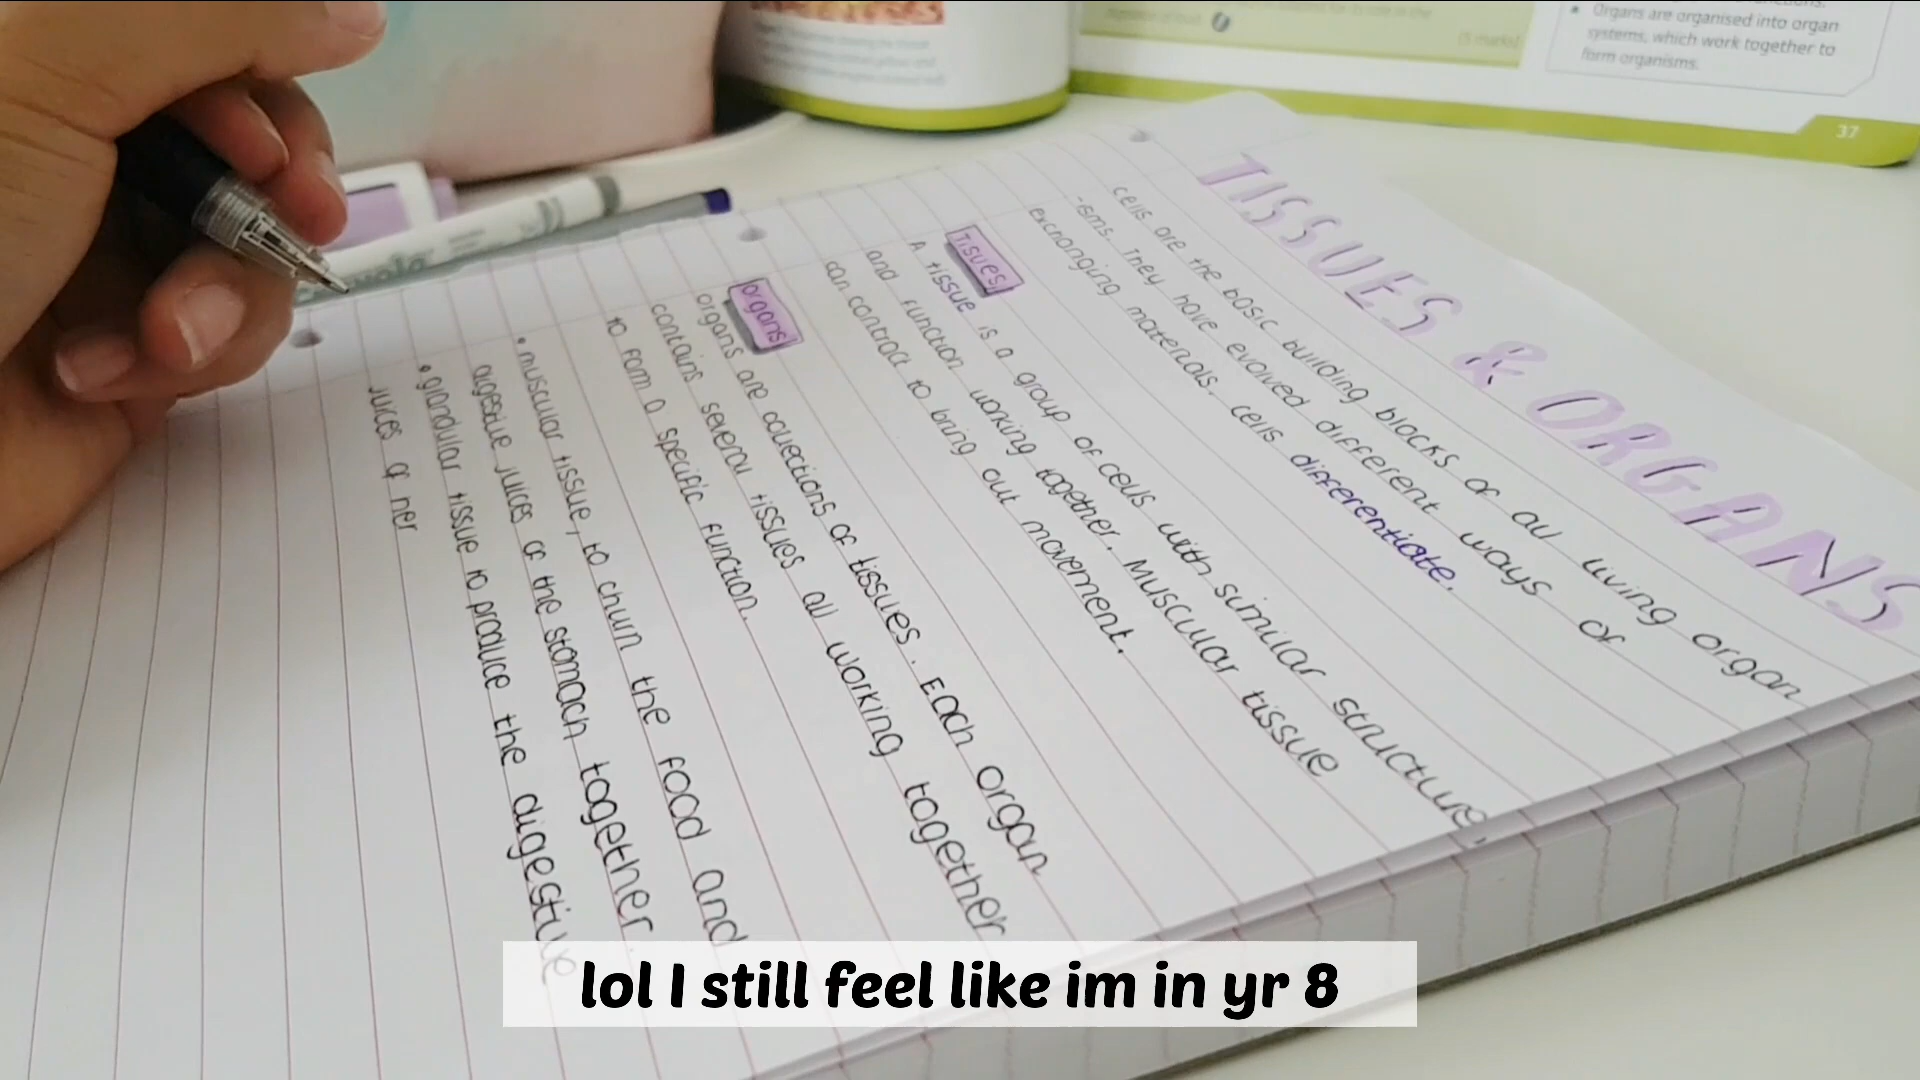 TISSUES & ORGANS
cells are the basic building blocks of all living organ
-isms. They have evolved different ways of
exchanging materials. cells differentiate.
Tissues
A tissue is a group of cells with similar structure,
and function working together. Muscular tissue
can contract to bring out movement.
organs
organs are collections of tissues. Each organ
contains several tissues all working together
to form a specific function.
• muscular tissue, to churn the food and
digestive juices of the stomach together.
• glandular tissue to produce the digestive
juices q ner
• Organs are organised into organ
systems, which work together to
form organisms.
37
lol I still feel like im in yr 8